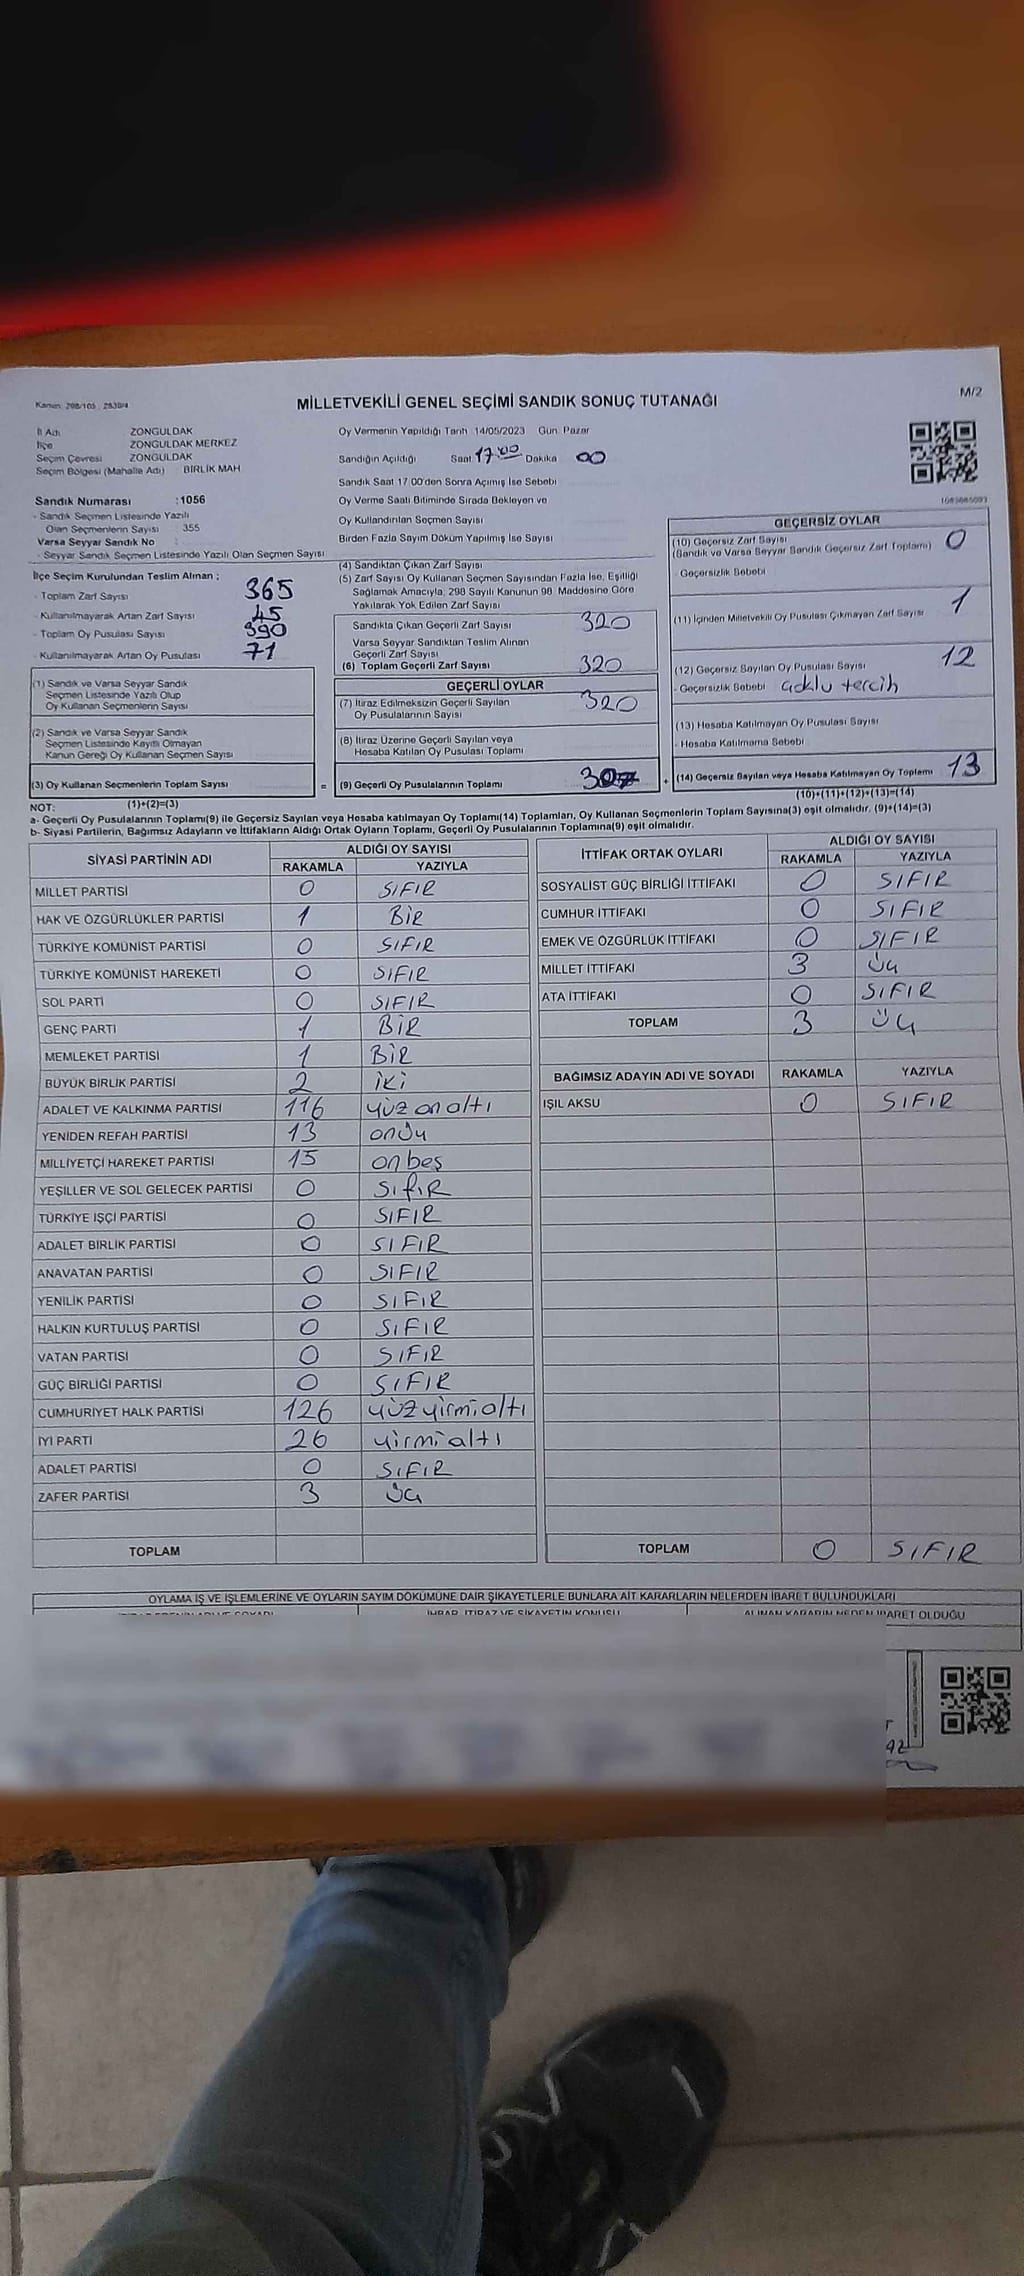 Kanun: 298/105, 2839/4
MİLLETVEKİLİ GENEL SEÇİMİ SANDIK SONUÇ TUTANAĞI
M/2
İl Adı ZONGULDAK
İlçe ZONGULDAK MERKEZ
Seçim Çevresi ZONGULDAK
Seçim Bölgesi (Mahalle Adı) BİRLİK MAH
Sandık Numarası :1056
- Sandık Seçmen Listesinde Yazılı
Olan Seçmenlerin Sayısı 355
Varsa Seyyar Sandık No :
- Seyyar Sandık Seçmen Listesinde Yazılı Olan Seçmen Sayısı
Oy Vermenin Yapıldığı Tarih 14/05/2023 Gün Pazar
Sandığın Açıldığı Saat 17:00 Dakika 00
Sandık Saat 17:00'den Sonra Açılmış İse Sebebi
Oy Verme Saati Bitiminde Sırada Bekleyen ve
Oy Kullandırılan Seçmen Sayısı
Birden Fazla Sayım Döküm Yapılmış İse Sayısı
İlçe Seçim Kurulundan Teslim Alınan :
- Toplam Zarf Sayısı 365
- Kullanılmayarak Artan Zarf Sayısı 45
- Toplam Oy Pusulası Sayısı 390
- Kullanılmayarak Artan Oy Pusulası 71
(1) Sandık ve Varsa Seyyar Sandık
Seçmen Listesinde Yazılı Olup
Oy Kullanan Seçmenlerin Sayısı
(2) Sandık ve Varsa Seyyar Sandık
Seçmen Listesinde Kayıtlı Olmayan
Kanun Gereği Oy Kullanan Seçmen Sayısı
(3) Oy Kullanan Seçmenlerin Toplam Sayısı
(4) Sandıktan Çıkan Zarf Sayısı
(5) Zarf Sayısı Oy Kullanan Seçmen Sayısından Fazla İse, Eşitliği
Sağlamak Amacıyla, 298 Sayılı Kanunun 98. Maddesine Göre
Yakılarak Yok Edilen Zarf Sayısı
Sandıkta Çıkan Geçerli Zarf Sayısı 320
Varsa Seyyar Sandıktan Teslim Alınan
Geçerli Zarf Sayısı
(6) Toplam Geçerli Zarf Sayısı 320
GEÇERLİ OYLAR
(7) İtiraz Edilmeksizin Geçerli Sayılan
Oy Pusulalarının Sayısı 320
(8) İtiraz Üzerine Geçerli Sayılan veya
Hesaba Katılan Oy Pusulası Toplamı
= (9) Geçerli Oy Pusulalarının Toplamı 307 +
GEÇERSİZ OYLAR
(10) Geçersiz Zarf Sayısı 0
(Sandık ve Varsa Seyyar Sandık Geçersiz Zarf Toplamı)
- Geçersizlik Sebebi
(11) İçinden Milletvekili Oy Pusulası Çıkmayan Zarf Sayısı 1
(12) Geçersiz Sayılan Oy Pusulası Sayısı 12
- Geçersizlik Sebebi tercih
(13) Hesaba Katılmayan Oy Pusulası Sayısı
- Hesaba Katılmama Sebebi
(14) Geçersiz Sayılan veya Hesaba Katılmayan Oy Toplamı 13
(10)+(11)+(12)+(13)=(14)
NOT: (1)+(2)=(3)
a- Geçerli Oy Pusulalarının Toplamı(9) ile Geçersiz Sayılan veya Hesaba katılmayan Oy Toplamı(14) Toplamları, Oy Kullanan Seçmenlerin Toplam Sayısına(3) eşit olmalıdır. (9)+(14)=(3)
b- Siyasi Partilerin, Bağımsız Adayların ve İttifakların Aldığı Ortak Oyların Toplamı, Geçerli Oy Pusulalarının Toplamına(9) eşit olmalıdır.
SİYASİ PARTİNİN ADI ALDIĞI OY SAYISI
RAKAMLA YAZIYLA
MİLLET PARTİSİ 0 SIFIR
HAK VE ÖZGÜRLÜKLER PARTİSİ 1 BİR
TÜRKİYE KOMÜNİST PARTİSİ 0 SIFIR
TÜRKİYE KOMÜNİST HAREKETİ 0 SIFIR
SOL PARTİ 0 SIFIR
GENÇ PARTİ 1 BİR
MEMLEKET PARTİSİ 1 BİR
BÜYÜK BİRLİK PARTİSİ 2 iki
ADALET VE KALKINMA PARTİSİ 116 yüz onaltı
YENİDEN REFAH PARTİSİ 13 onüç
MİLLİYETÇİ HAREKET PARTİSİ 15 onbeş
YEŞİLLER VE SOL GELECEK PARTİSİ 0 SıfıR
TÜRKİYE İŞÇİ PARTİSİ 0 SIFIR
ADALET BİRLİK PARTİSİ 0 SIFIR
ANAVATAN PARTİSİ 0 SIFIR
YENİLİK PARTİSİ 0 SIFIR
HALKIN KURTULUŞ PARTİSİ 0 SIFIR
VATAN PARTİSİ 0 SIFIR
GÜÇ BİRLİĞİ PARTİSİ 0 SIFIR
CUMHURİYET HALK PARTİSİ 126 yüzyirmialtı
İYİ PARTİ 26 yirmialtı
ADALET PARTİSİ 0 SIFIR
ZAFER PARTİSİ 3 üç
TOPLAM
İTTİFAK ORTAK OYLARI ALDIĞI OY SAYISI
RAKAMLA YAZIYLA
SOSYALİST GÜÇ BİRLİĞİ İTTİFAKI 0 SIFIR
CUMHUR İTTİFAKI 0 SIFIR
EMEK VE ÖZGÜRLÜK İTTİFAKI 0 SIFIR
MİLLET İTTİFAKI 3 üç
ATA İTTİFAKI 0 SIFIR
TOPLAM 3 üç
BAĞIMSIZ ADAYIN ADI VE SOYADI RAKAMLA YAZIYLA
IŞIL AKSU 0 SIFIR
TOPLAM 0 SIFIR
OYLAMA İŞ VE İŞLEMLERİNE VE OYLARIN SAYIM DÖKÜMÜNE DAİR ŞİKAYETLERLE BUNLARA AİT KARARLARIN NELERDEN İBARET BULUNDUKLARI
İHBAR, İTİRAZ VE ŞİKAYETİN KONUSU ALINAN KARARIN NEDEN İBARET OLDUĞU